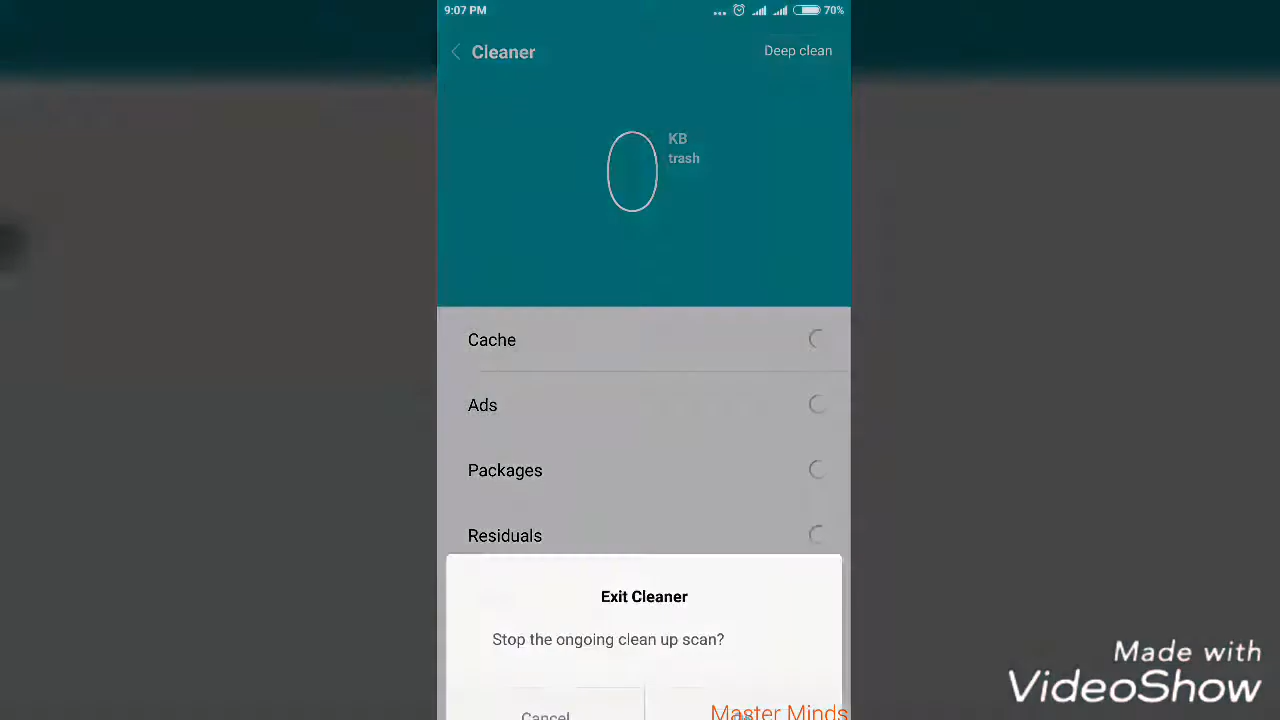 9:07 PM
70%
Cleaner
Deep clean
0
KB
trash
Cache
Ads
Packages
Residuals
Exit Cleaner
Stop the ongoing clean up scan?
Cancel
Master Minds
Made with
VideoShow